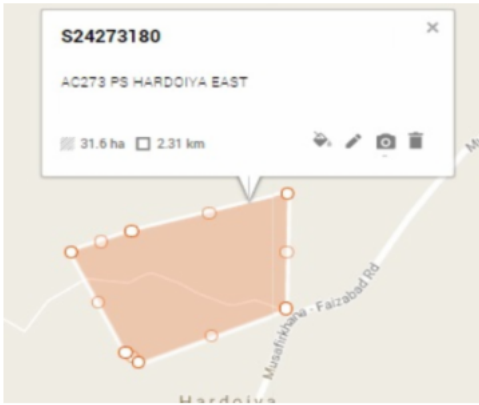 S24273180
AC273 PS HARDOIYA EAST
31.6 ha 2.31 km
Musafirkhana - Faizabad Rd
Hardoiya